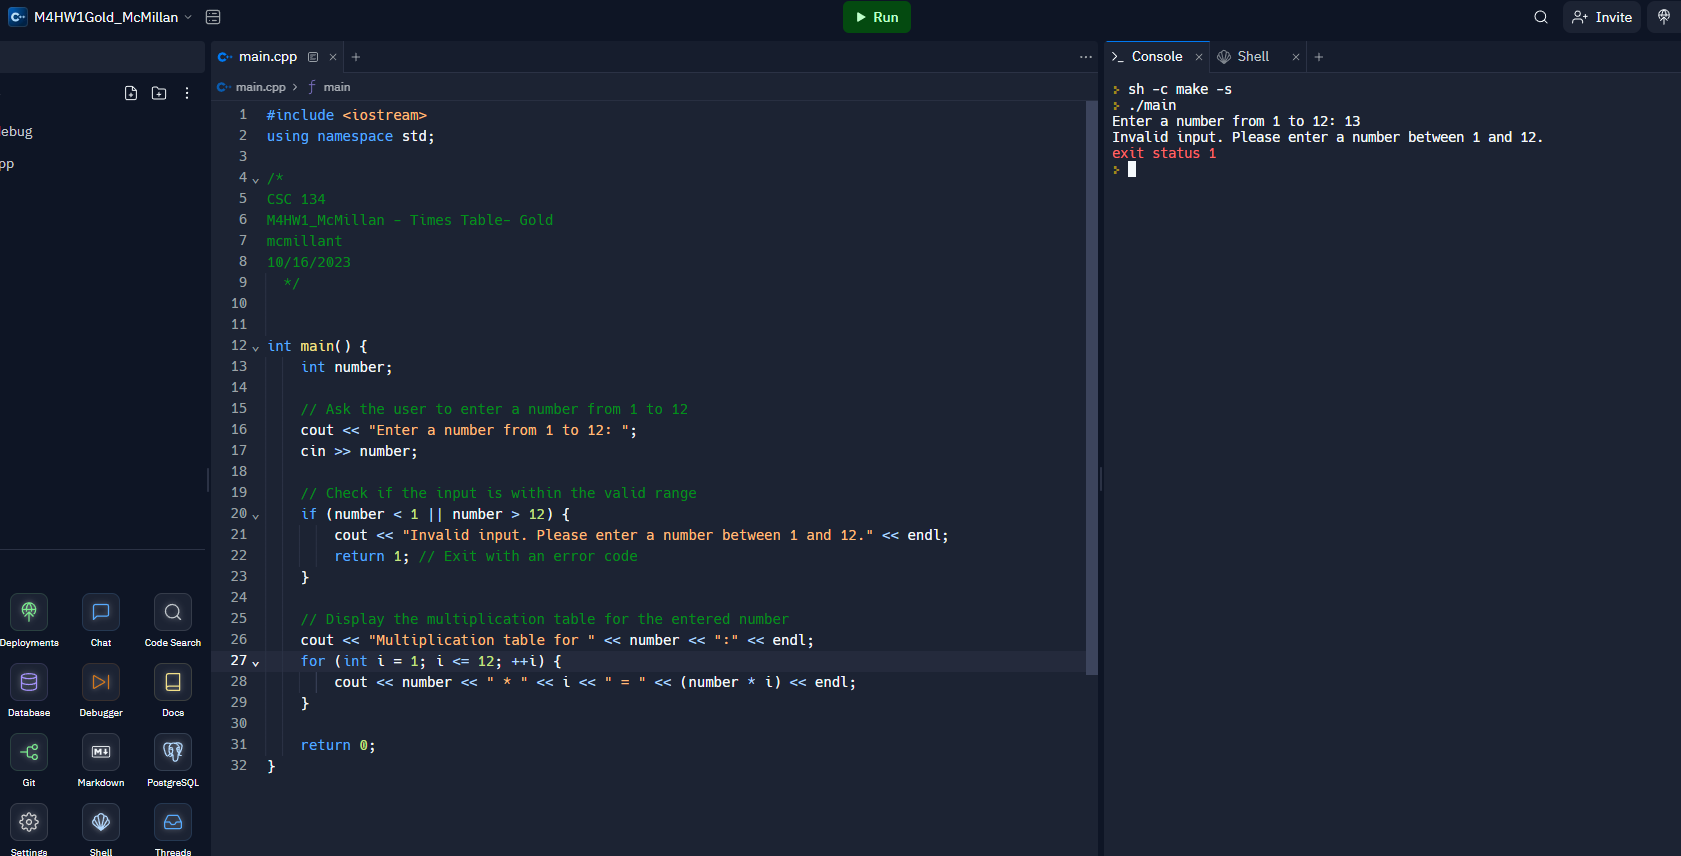 M4HW1Gold_McMillan
Run
Invite
ebug
pp
Deployments
Chat
Code Search
Database
Debugger
Docs
Git
Markdown
PostgreSQL
Settings
Shell
Threads
main.cpp
main.cpp > ƒ main
1 #include <iostream>
2 using namespace std;
3
4 /*
5 CSC 134
6 M4HW1_McMillan - Times Table- Gold
7 mcmillant
8 10/16/2023
9 */
10
11
12 int main() {
13 int number;
14
15 // Ask the user to enter a number from 1 to 12
16 cout << "Enter a number from 1 to 12: ";
17 cin >> number;
18
19 // Check if the input is within the valid range
20 if (number < 1 || number > 12) {
21 cout << "Invalid input. Please enter a number between 1 and 12." << endl;
22 return 1; // Exit with an error code
23 }
24
25 // Display the multiplication table for the entered number
26 cout << "Multiplication table for " << number << ":" << endl;
27 for (int i = 1; i <= 12; ++i) {
28 cout << number << " * " << i << " = " << (number * i) << endl;
29 }
30
31 return 0;
32 }
Console
Shell
sh -c make -s
./main
Enter a number from 1 to 12: 13
Invalid input. Please enter a number between 1 and 12.
exit status 1